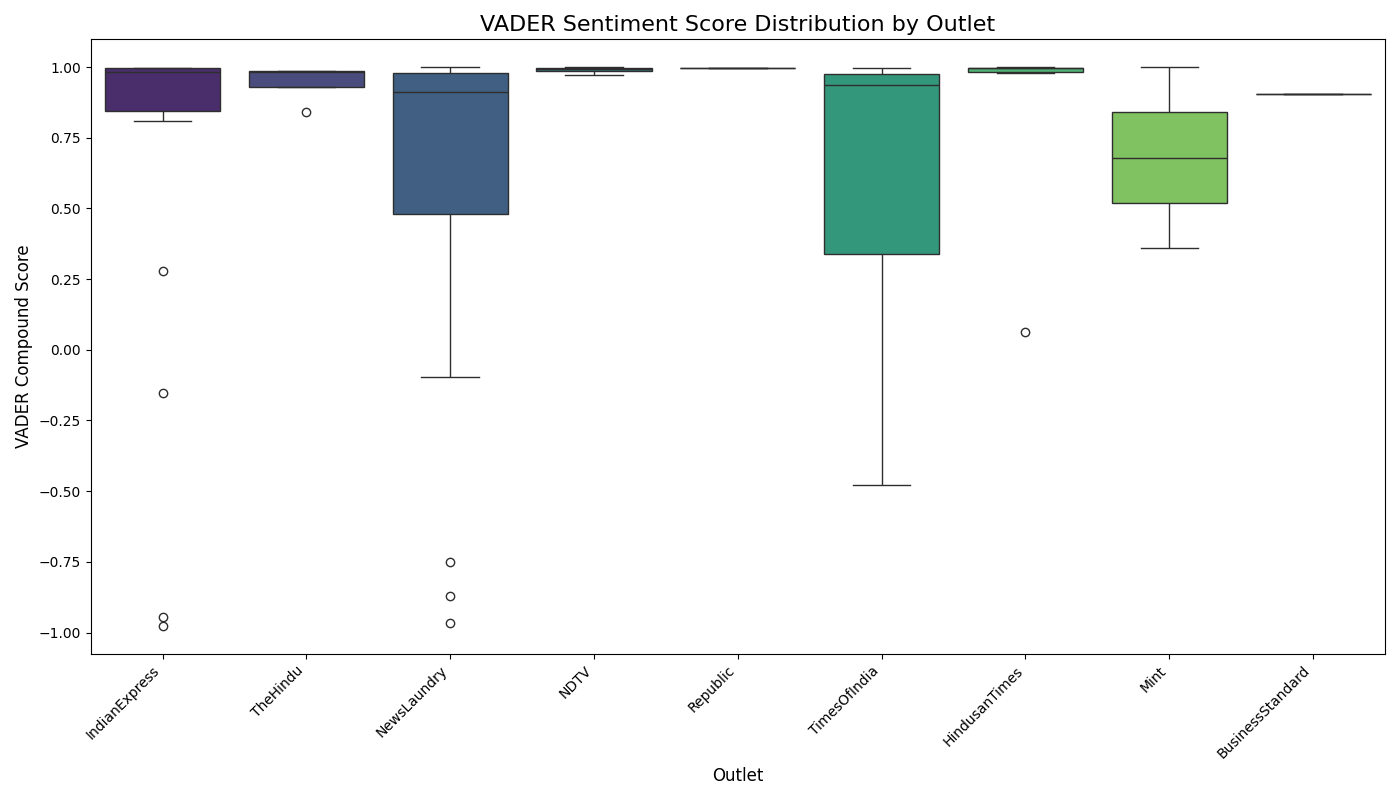 VADER Sentiment Score Distribution by Outlet
VADER Compound Score
1.00
0.75
0.50
0.25
0.00
−0.25
−0.50
−0.75
−1.00
IndianExpress
TheHindu
NewsLaundry
NDTV
Republic
TimesOfIndia
HindusanTimes
Mint
BusinessStandard
Outlet